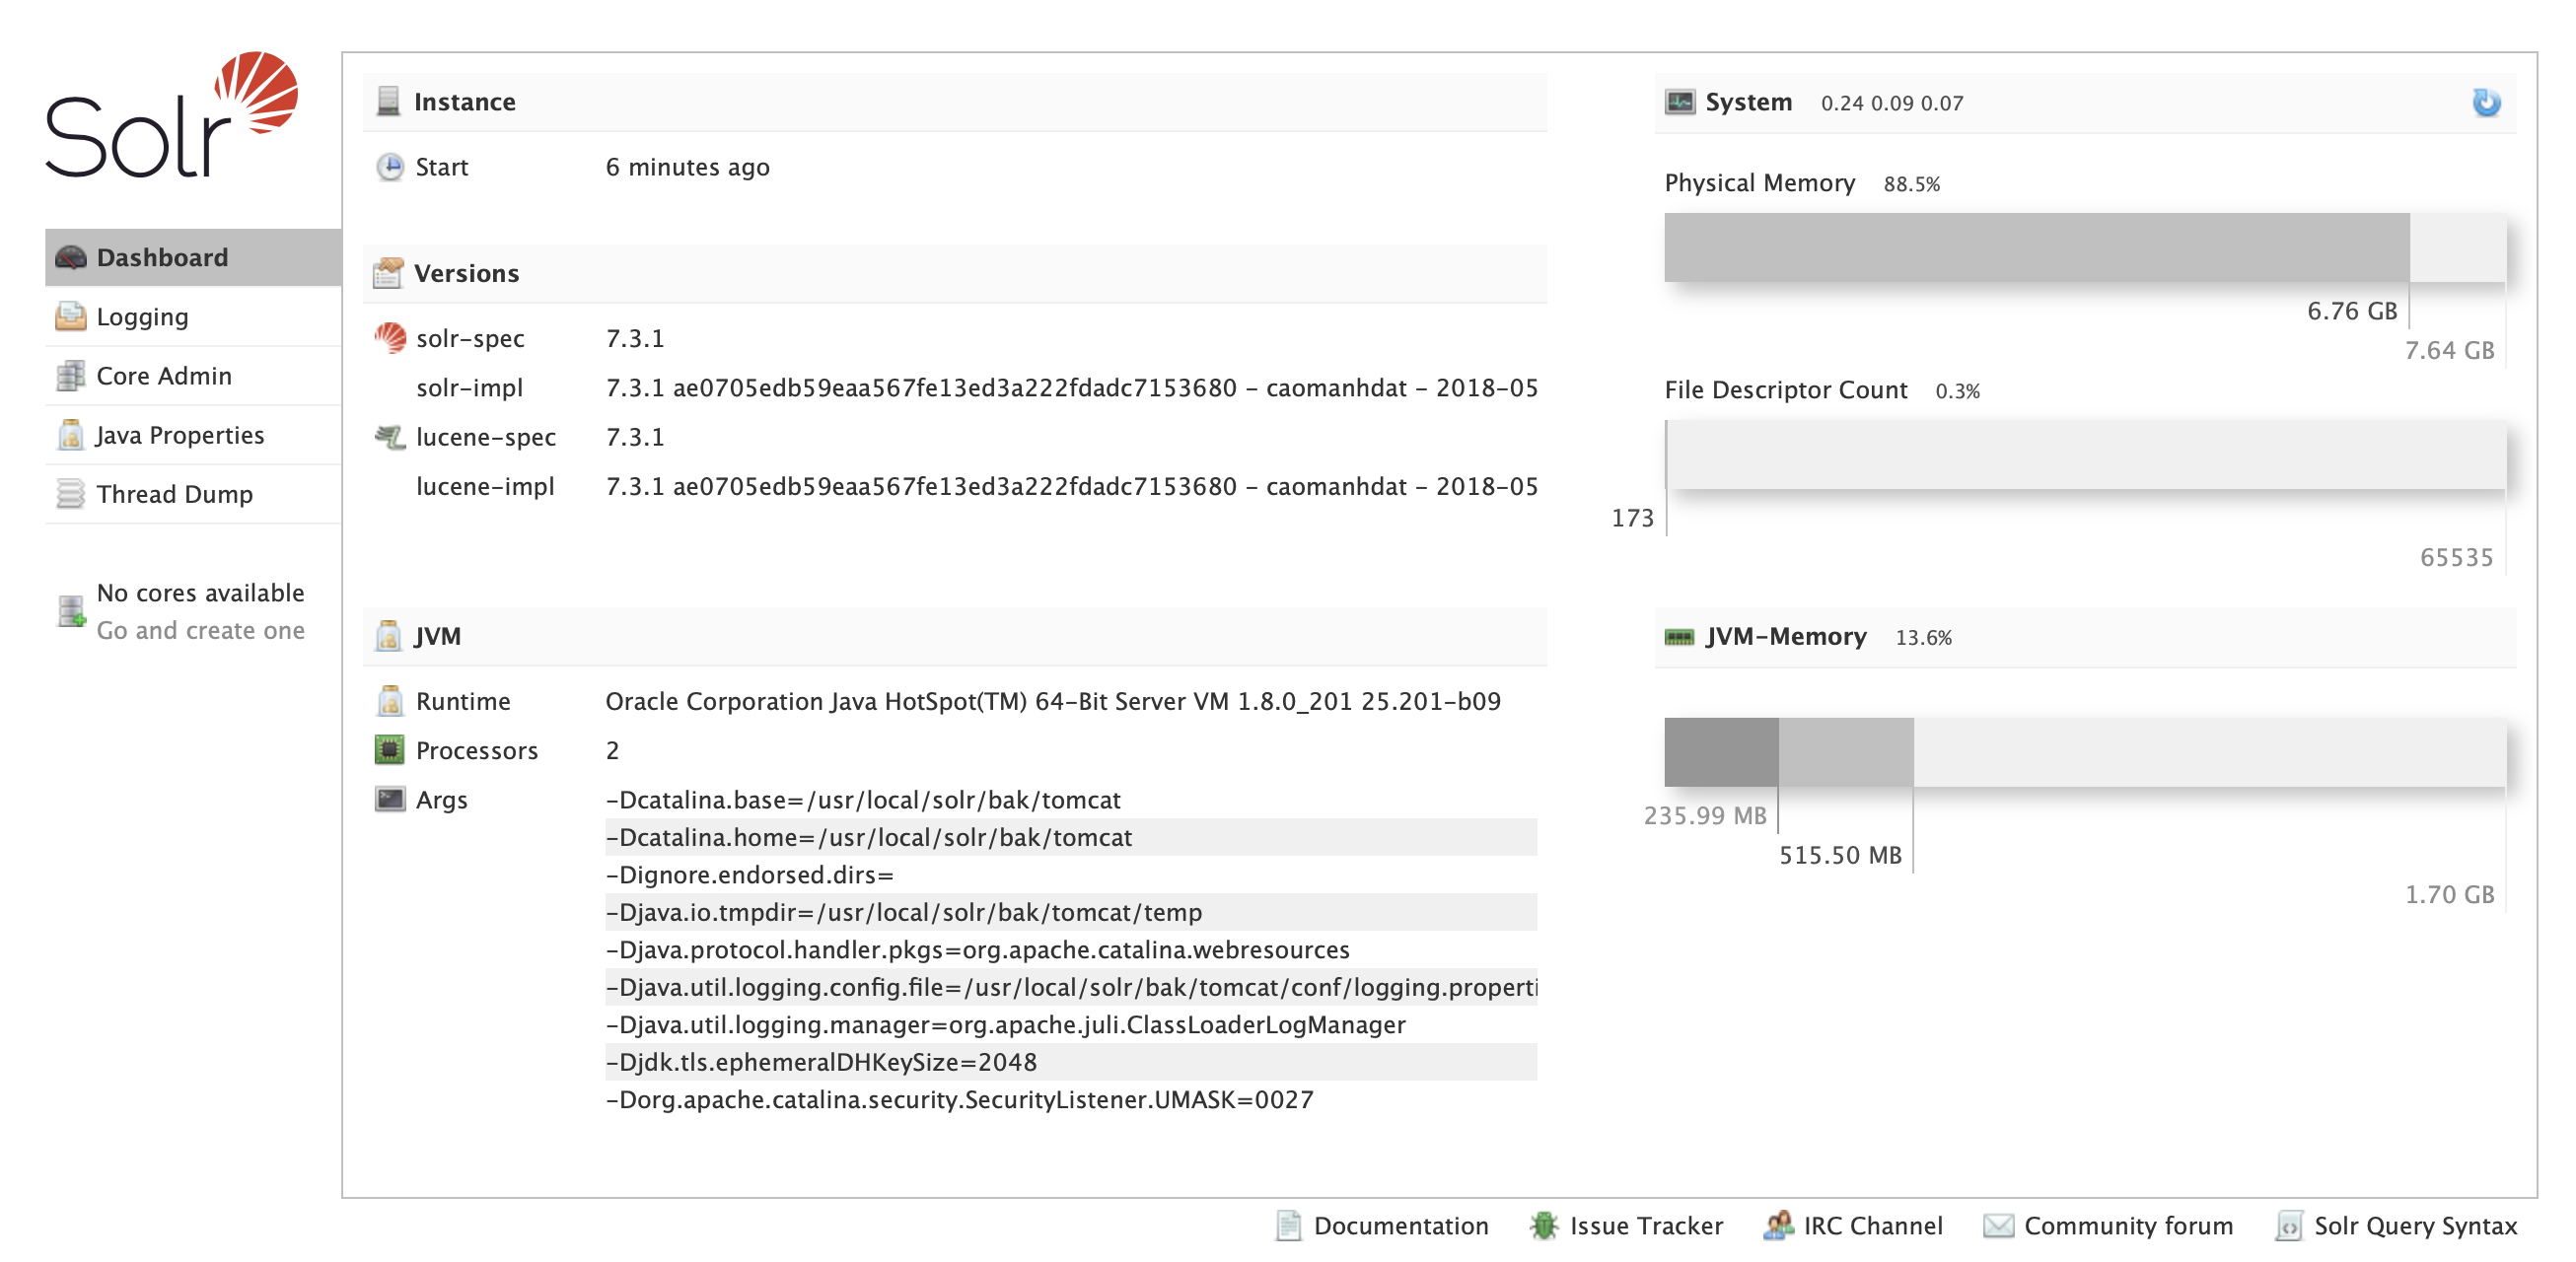 Solr
Dashboard
Logging
Core Admin
Java Properties
Thread Dump
No cores available
Go and create one
Instance
Start 6 minutes ago
Versions
solr-spec 7.3.1
solr-impl 7.3.1 ae0705edb59eaa567fe13ed3a222fdadc7153680 - caomanhdat - 2018-05
lucene-spec 7.3.1
lucene-impl 7.3.1 ae0705edb59eaa567fe13ed3a222fdadc7153680 - caomanhdat - 2018-05
JVM
Runtime Oracle Corporation Java HotSpot(TM) 64-Bit Server VM 1.8.0_201 25.201-b09
Processors 2
Args -Dcatalina.base=/usr/local/solr/bak/tomcat
-Dcatalina.home=/usr/local/solr/bak/tomcat
-Dignore.endorsed.dirs=
-Djava.io.tmpdir=/usr/local/solr/bak/tomcat/temp
-Djava.protocol.handler.pkgs=org.apache.catalina.webresources
-Djava.util.logging.config.file=/usr/local/solr/bak/tomcat/conf/logging.properti
-Djava.util.logging.manager=org.apache.juli.ClassLoaderLogManager
-Djdk.tls.ephemeralDHKeySize=2048
-Dorg.apache.catalina.security.SecurityListener.UMASK=0027
System 0.24 0.09 0.07
Physical Memory 88.5%
6.76 GB
7.64 GB
File Descriptor Count 0.3%
173
65535
JVM-Memory 13.6%
235.99 MB
515.50 MB
1.70 GB
Documentation Issue Tracker IRC Channel Community forum Solr Query Syntax